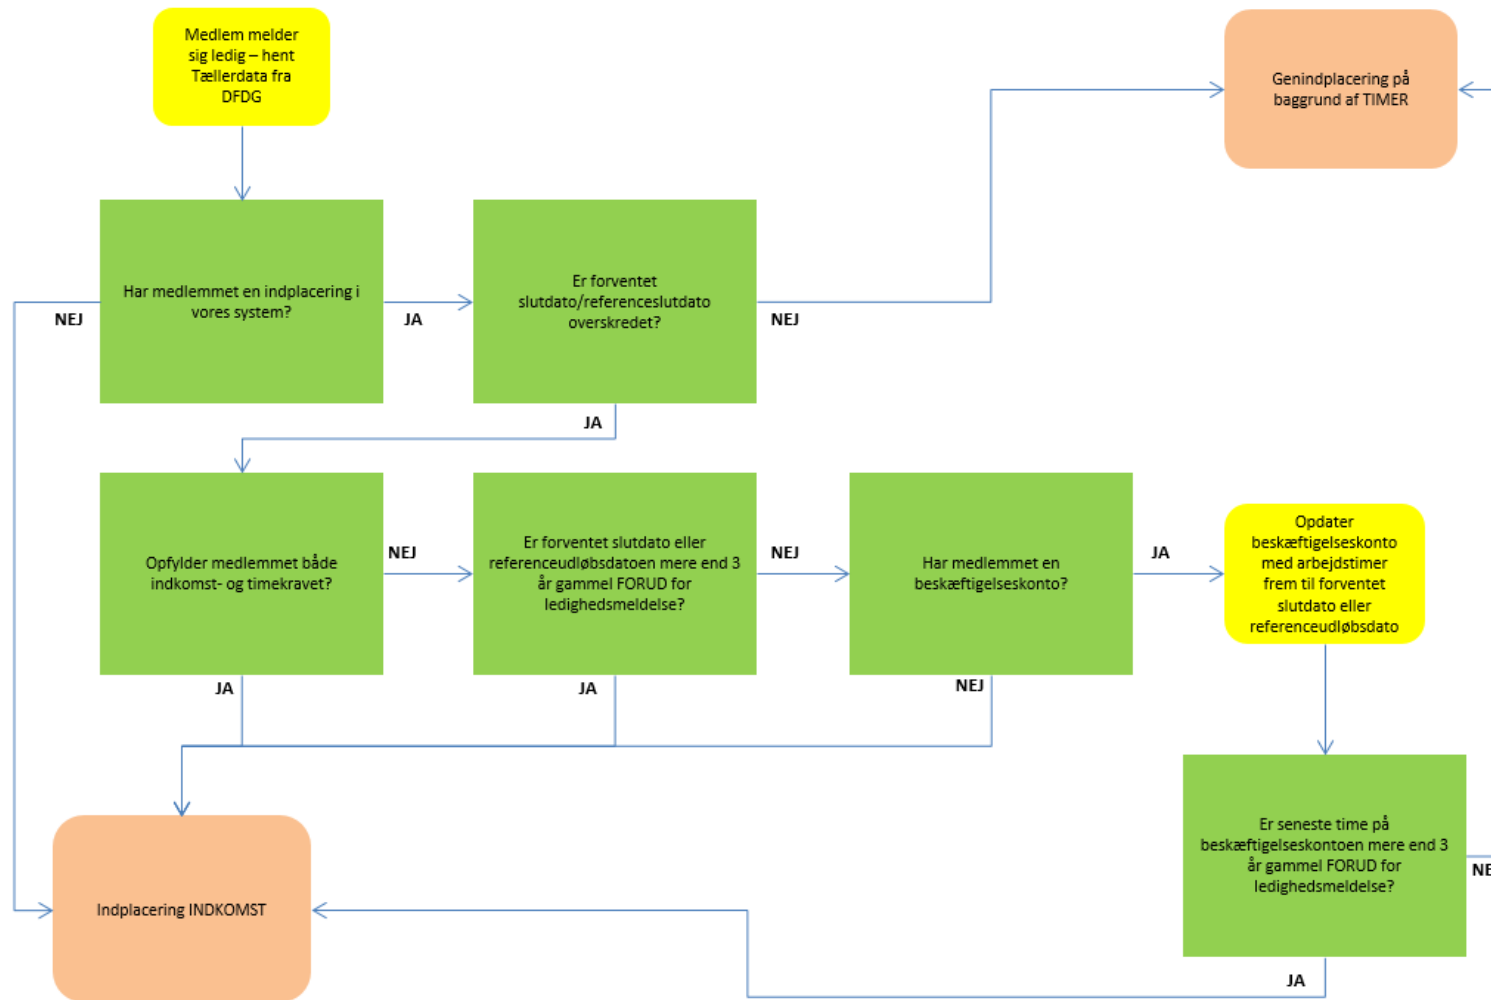 Medlem melder
sig ledig – hent
Tællerdata fra
DFDG
Genindplacering på
baggrund af TIMER
Har medlemmet en indplacering i
vores system?
NEJ
JA
Er forventet
slutdato/referenceslutdato
overskredet?
NEJ
JA
Opfylder medlemmet både
indkomst- og timekravet?
NEJ
JA
Er forventet slutdato eller
referenceudløbsdatoen mere end 3
år gammel FORUD for
ledighedsmeldelse?
NEJ
JA
Har medlemmet en
beskæftigelseskonto?
JA
NEJ
Opdater
beskæftigelseskonto
med arbejdstimer
frem til forventet
slutdato eller
referenceudløbsdato
Er seneste time på
beskæftigelseskontoen mere end 3
år gammel FORUD for
ledighedsmeldelse?
NE
JA
Indplacering INDKOMST